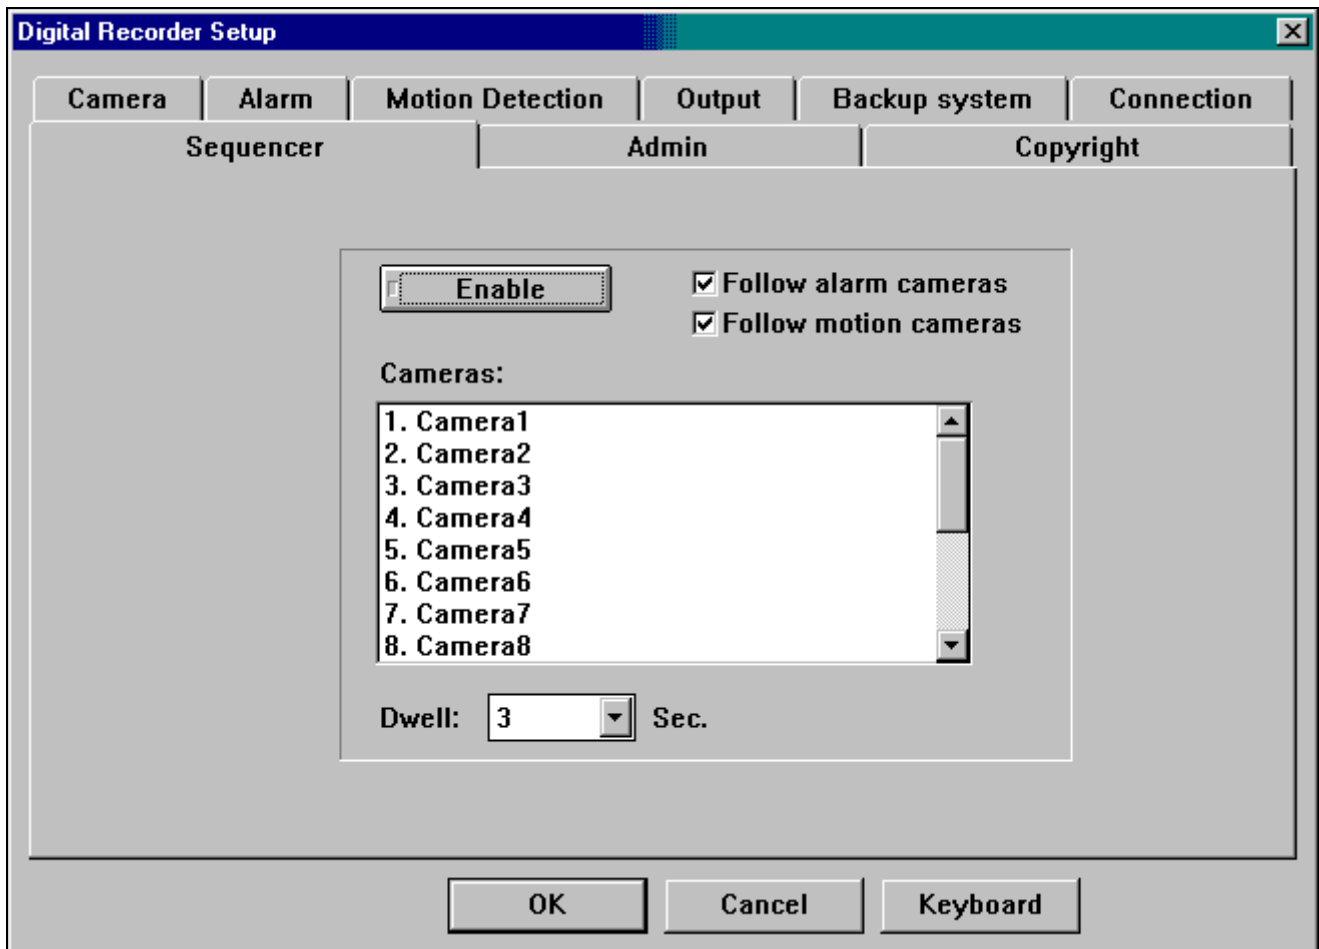 Digital Recorder Setup
Camera Alarm Motion Detection Output Backup system Connection
Sequencer Admin Copyright
Enable
Follow alarm cameras
Follow motion cameras
Cameras:
1. Camera1
2. Camera2
3. Camera3
4. Camera4
5. Camera5
6. Camera6
7. Camera7
8. Camera8
Dwell: 3 Sec.
OK Cancel Keyboard